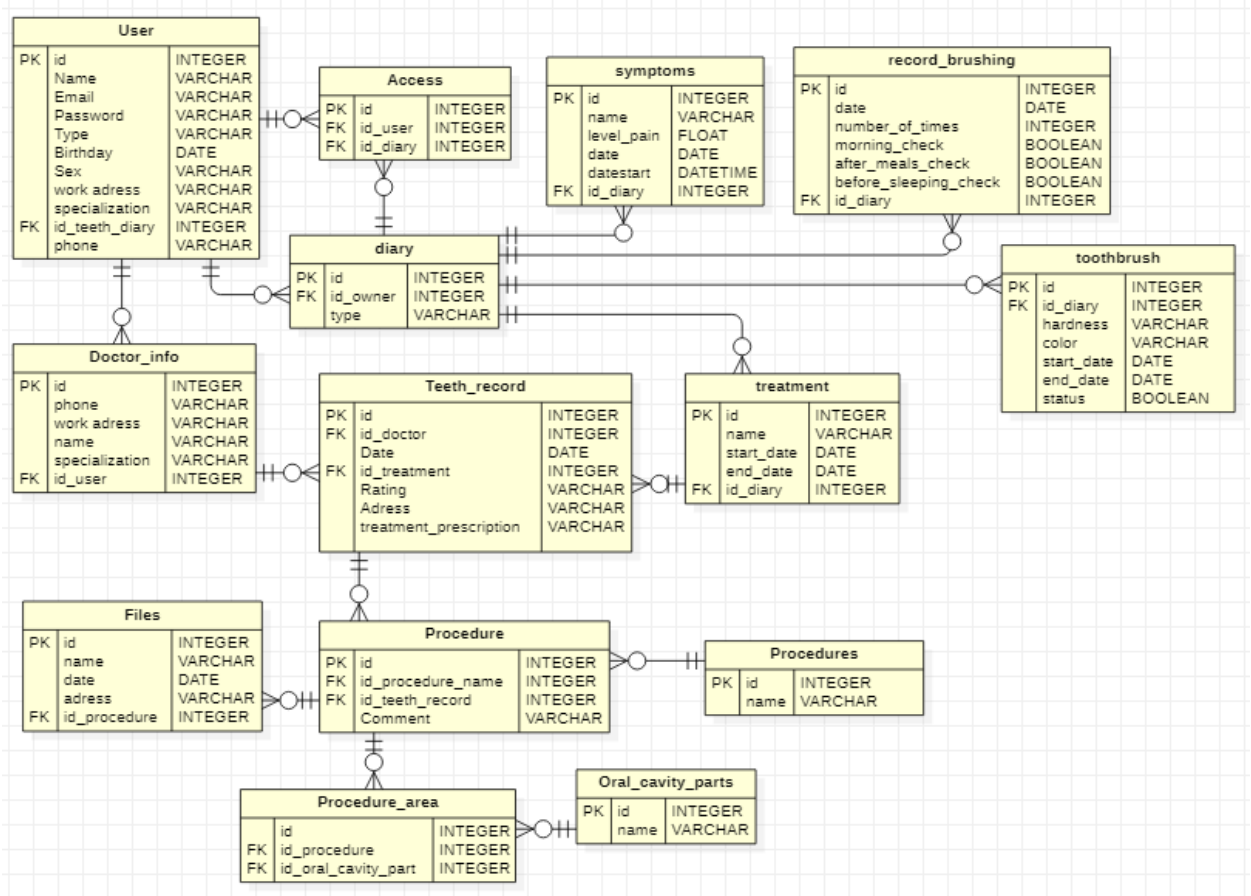 User
PK id INTEGER
Name VARCHAR
Email VARCHAR
Password VARCHAR
Type VARCHAR
Birthday DATE
Sex VARCHAR
work adress VARCHAR
specialization VARCHAR
FK id_teeth_diary INTEGER
phone VARCHAR
Access
PK id INTEGER
FK id_user INTEGER
FK id_diary INTEGER
symptoms
PK id INTEGER
name VARCHAR
level_pain FLOAT
date DATE
datestart DATETIME
FK id_diary INTEGER
record_brushing
PK id INTEGER
date DATE
number_of_times INTEGER
morning_check BOOLEAN
after_meals_check BOOLEAN
before_sleeping_check BOOLEAN
FK id_diary INTEGER
diary
PK id INTEGER
FK id_owner INTEGER
type VARCHAR
toothbrush
PK id INTEGER
FK id_diary INTEGER
hardness VARCHAR
color VARCHAR
start_date DATE
end_date DATE
status BOOLEAN
Doctor_info
PK id INTEGER
phone VARCHAR
work adress VARCHAR
name VARCHAR
specialization VARCHAR
FK id_user INTEGER
Teeth_record
PK id INTEGER
FK id_doctor INTEGER
Date DATE
FK id_treatment INTEGER
Rating VARCHAR
Adress VARCHAR
treatment_prescription VARCHAR
treatment
PK id INTEGER
name VARCHAR
start_date DATE
end_date DATE
FK id_diary INTEGER
Files
PK id INTEGER
name VARCHAR
date DATE
adress VARCHAR
FK id_procedure INTEGER
Procedure
PK id INTEGER
FK id_procedure_name INTEGER
FK id_teeth_record INTEGER
Comment VARCHAR
Procedures
PK id INTEGER
name VARCHAR
Procedure_area
id INTEGER
FK id_procedure INTEGER
FK id_oral_cavity_part INTEGER
Oral_cavity_parts
PK id INTEGER
name VARCHAR